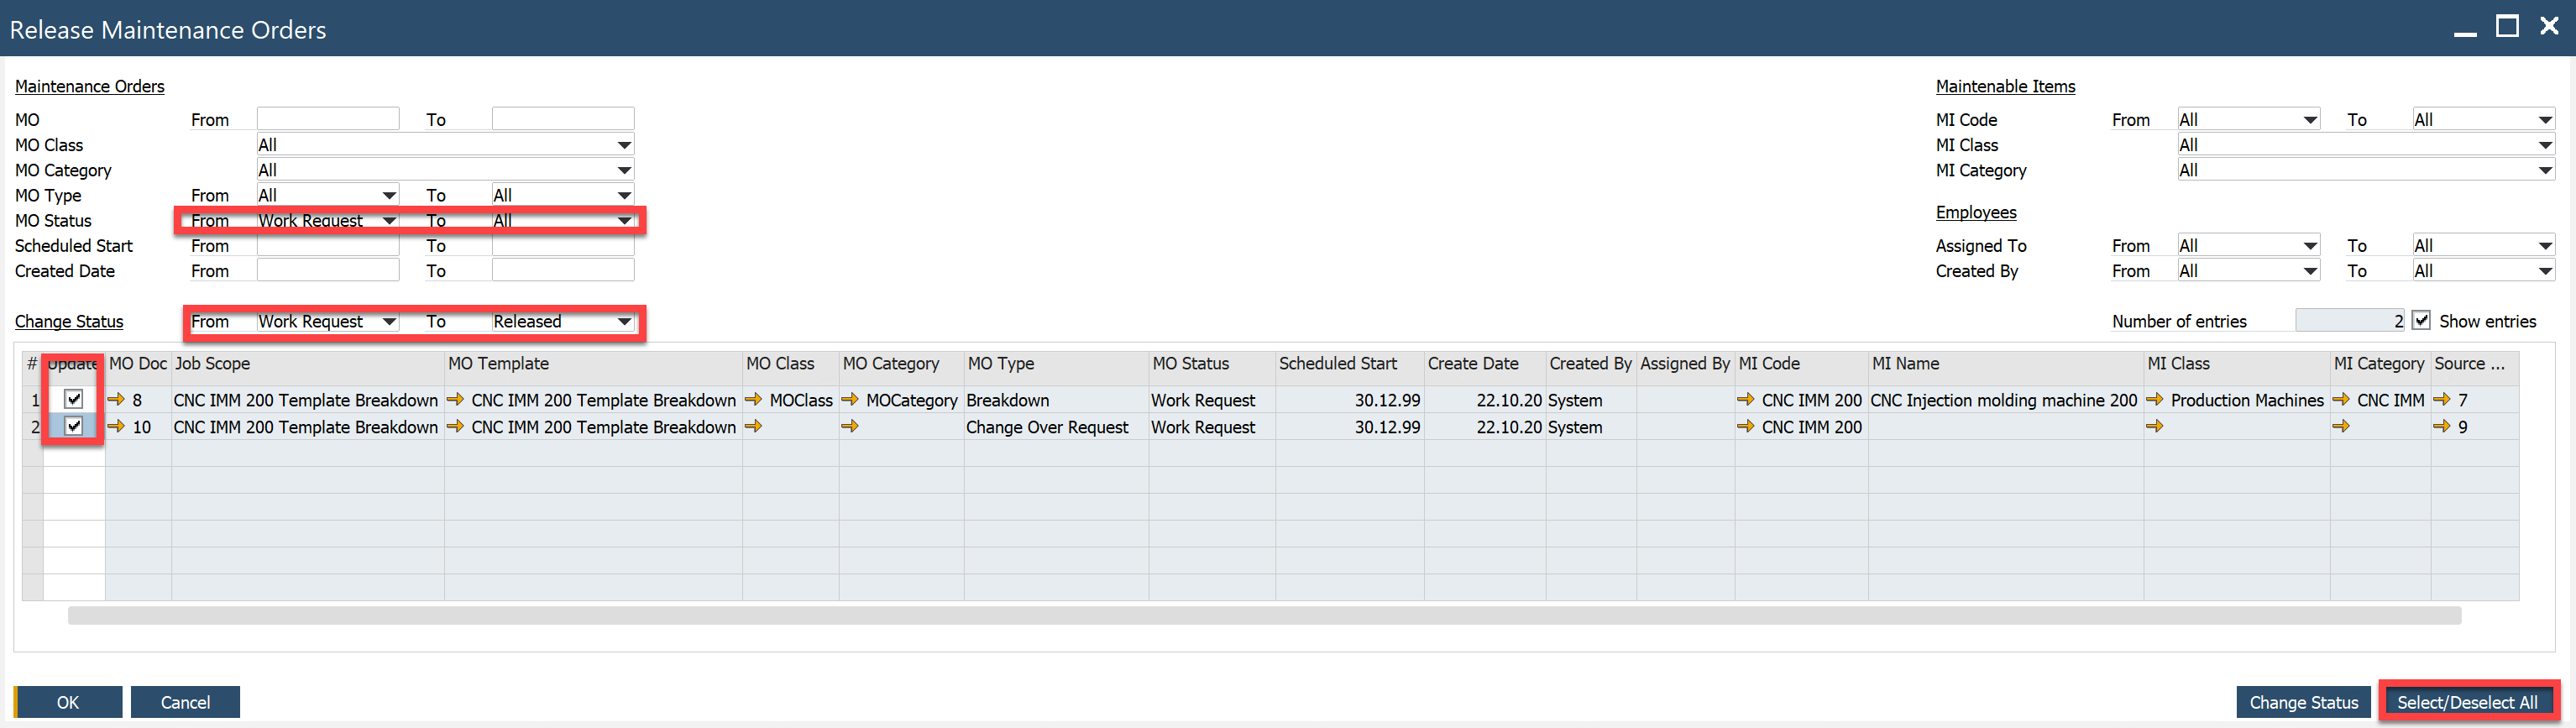 Release Maintenance Orders
Maintenance Orders Maintenable Items
MO From To MI Code From All To All
MO Class All MI Class All
MO Category All MI Category All
MO Type From All To All
MO Status From Work Request To All Employees
Scheduled Start From To Assigned To From All To All
Created Date From To Created By From All To All
Change Status From Work Request To Released Number of entries 2 Show entries
# Update MO Doc Job Scope MO Template MO Class MO Category MO Type MO Status Scheduled Start Create Date Created By Assigned By MI Code MI Name MI Class MI Category Source ...
1 8 CNC IMM 200 Template Breakdown CNC IMM 200 Template Breakdown MOClass MOCategory Breakdown Work Request 30.12.99 22.10.20 System CNC IMM 200 CNC Injection molding machine 200 Production Machines CNC IMM 7
2 10 CNC IMM 200 Template Breakdown CNC IMM 200 Template Breakdown Change Over Request Work Request 30.12.99 22.10.20 System CNC IMM 200 9
OK Cancel Change Status Select/Deselect All